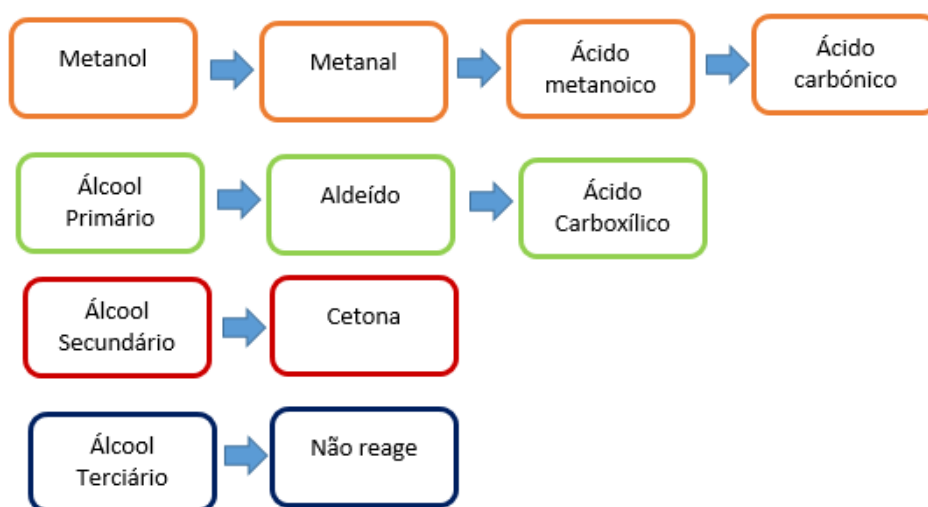 Metanol
Metanal
Ácido
metanoico
Ácido
carbónico
Álcool
Primário
Aldeído
Ácido
Carboxílico
Álcool
Secundário
Cetona
Álcool
Terciário
Não reage